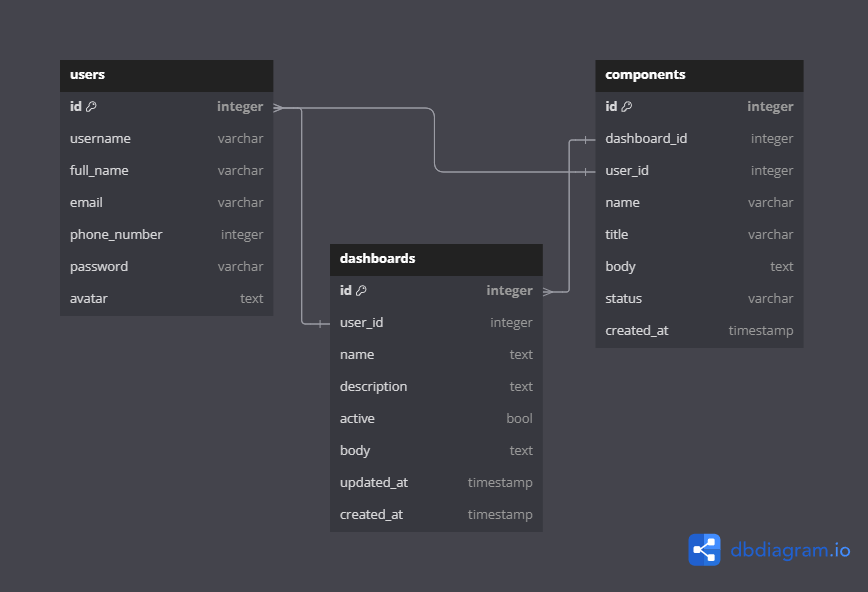 users
id integer
username varchar
full_name varchar
email varchar
phone_number integer
password varchar
avatar text
components
id integer
dashboard_id integer
user_id integer
name varchar
title varchar
body text
status varchar
created_at timestamp
dashboards
id integer
user_id integer
name text
description text
active bool
body text
updated_at timestamp
created_at timestamp
dbdiagram.io